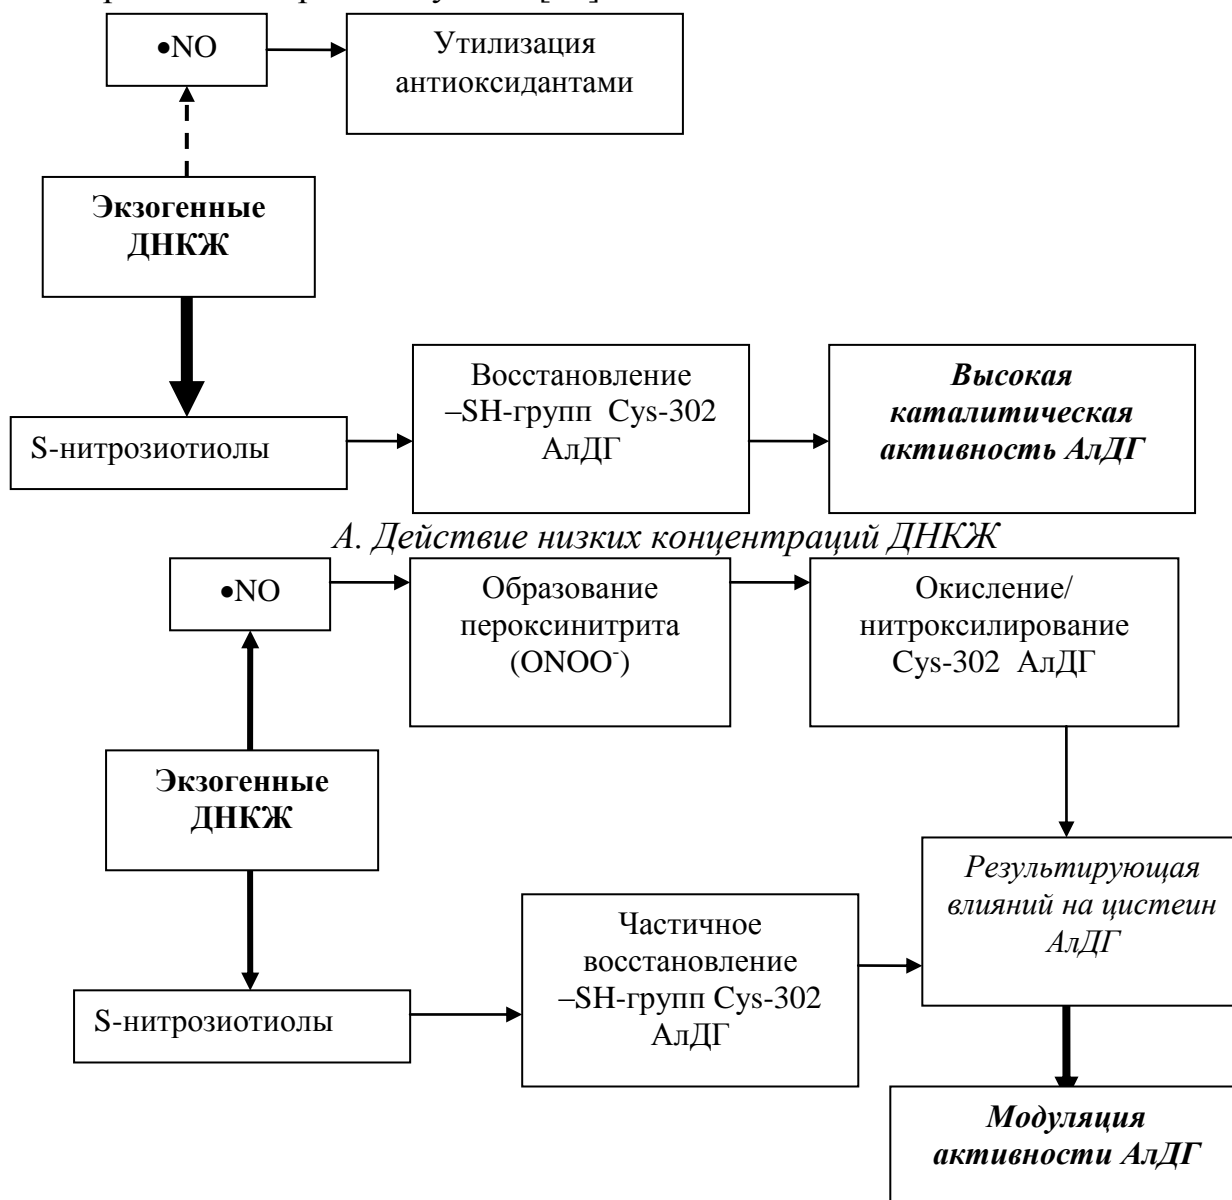 •NO
Утилизация
антиоксидантами
Экзогенные
ДНКЖ
S-нитрозиотиолы
Восстановление
–SH-групп Cys-302
АлДГ
Высокая
каталитическая
активность АлДГ
А. Действие низких концентраций ДНКЖ
•NO
Образование
пероксинитрита
(ONOO⁻)
Окисление/
нитроксилирование
Cys-302 АлДГ
Экзогенные
ДНКЖ
Результирующая
влияний на цистеин
АлДГ
S-нитрозиотиолы
Частичное
восстановление
–SH-групп Cys-302
АлДГ
Модуляция
активности АлДГ